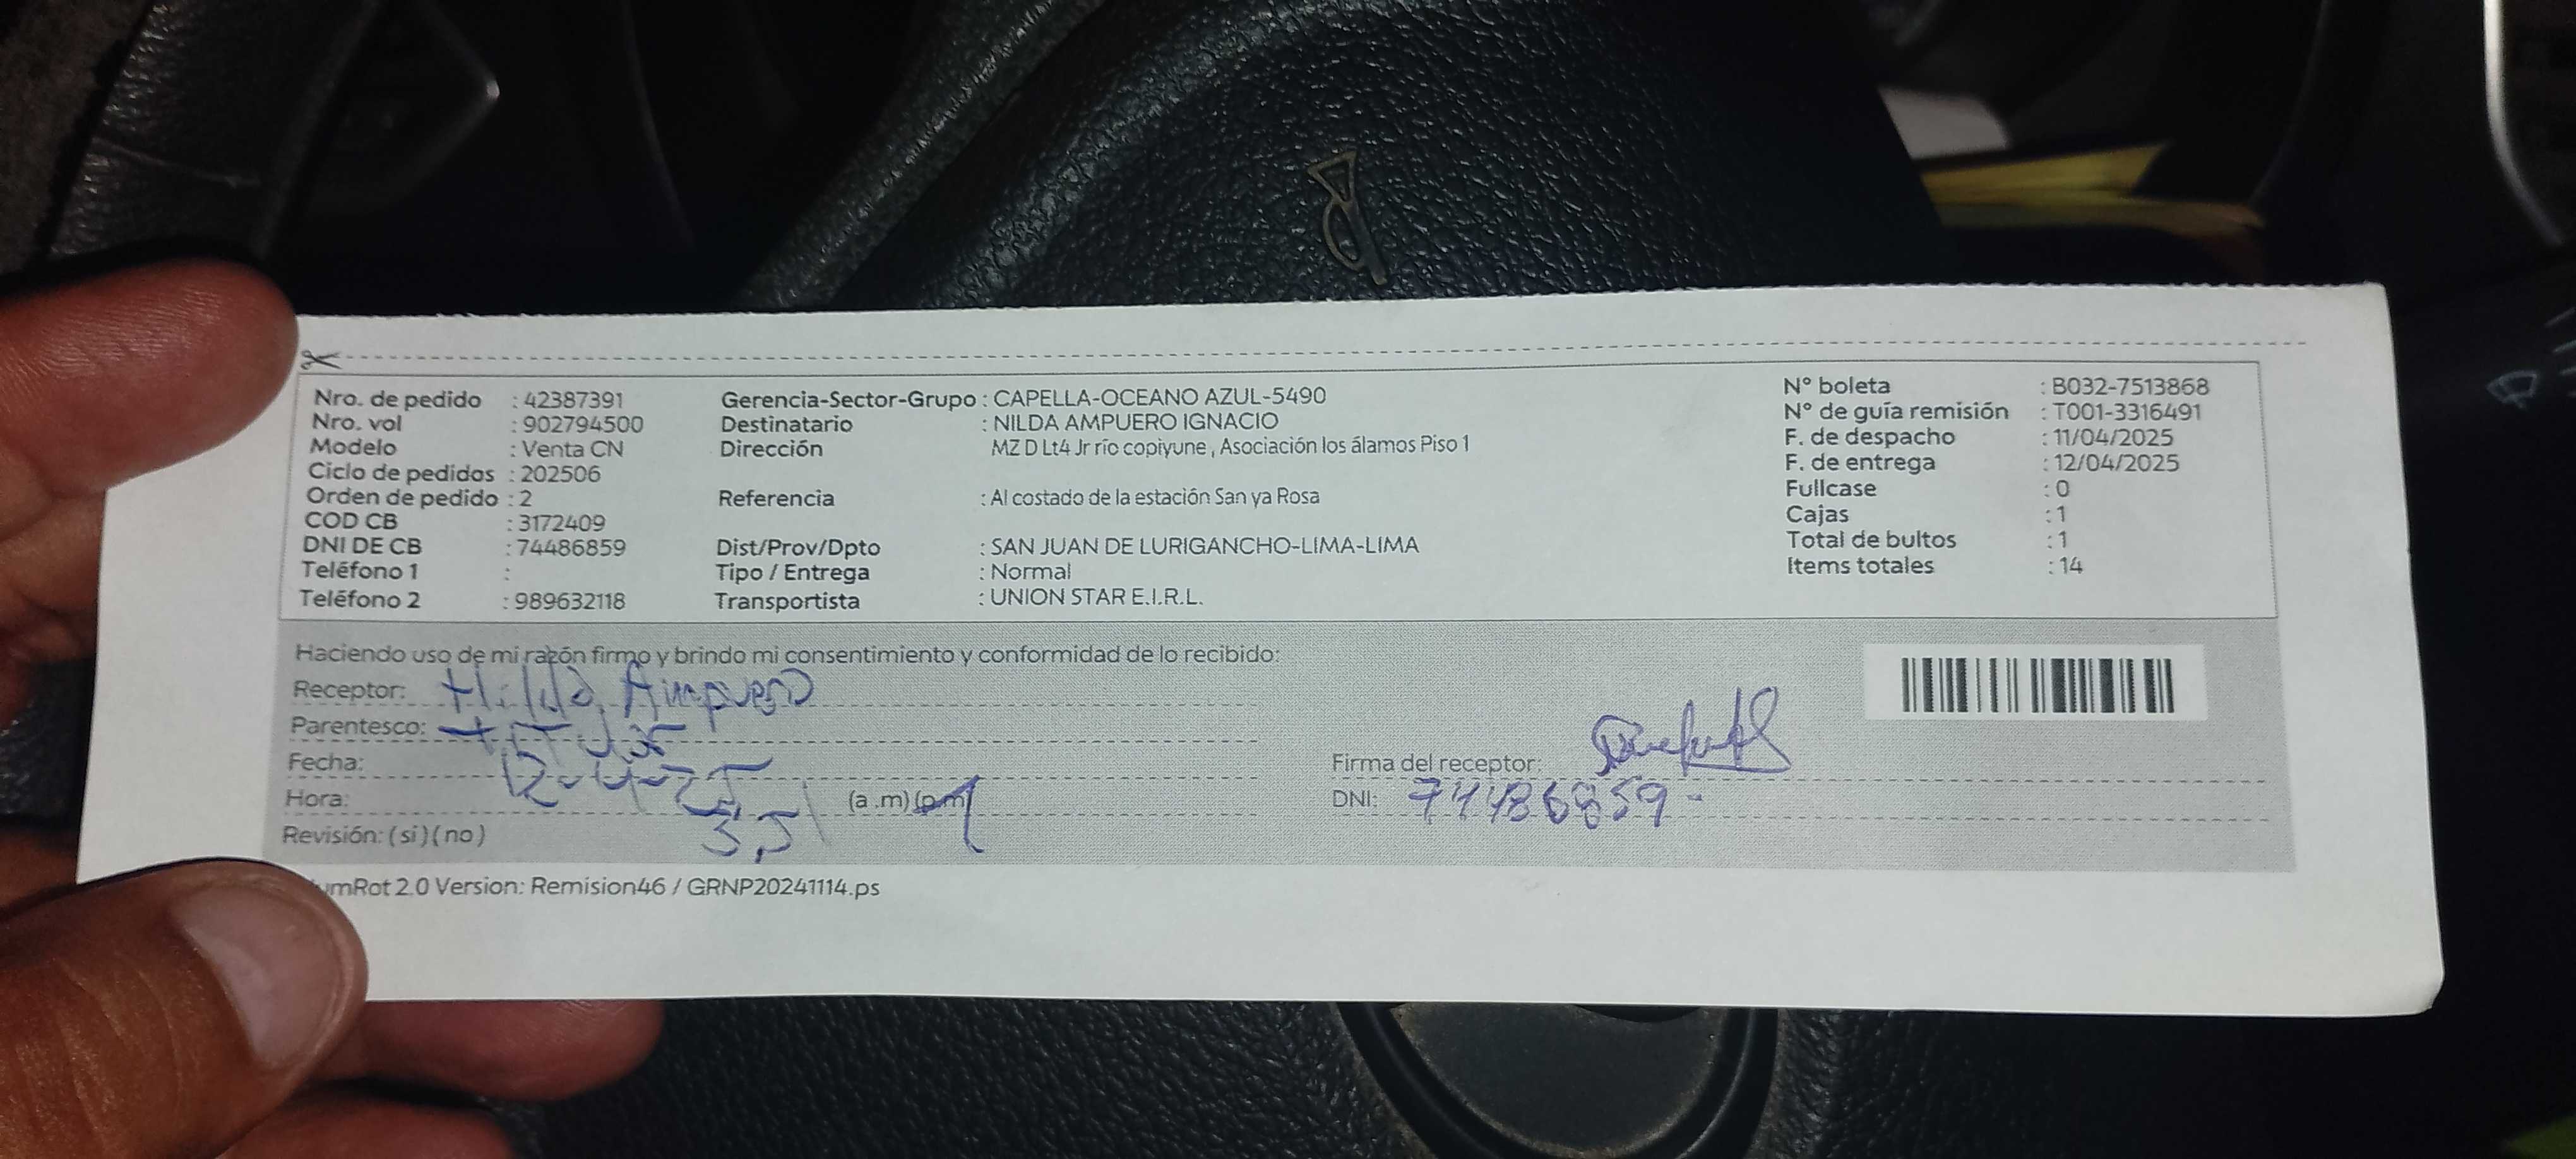 Nro. de pedido : 42387391
Nro. vol : 902794500
Modelo : Venta CN
Ciclo de pedidos : 202506
Orden de pedido : 2
COD CB : 3172409
DNI DE CB : 74486859
Teléfono 1 :
Teléfono 2 : 989632118
Gerencia-Sector-Grupo : CAPELLA-OCEANO AZUL-5490
Destinatario : NILDA AMPUERO IGNACIO
Dirección MZ D Lt4 Jr río copiyune , Asociación los álamos Piso 1
Referencia : Al costado de la estación San ya Rosa
Dist/Prov/Dpto : SAN JUAN DE LURIGANCHO-LIMA-LIMA
Tipo / Entrega : Normal
Transportista : UNION STAR E.I.R.L.
N° boleta : B032-7513868
N° de guía remisión : T001-3316491
F. de despacho : 11/04/2025
F. de entrega : 12/04/2025
Fullcase : 0
Cajas : 1
Total de bultos : 1
Items totales : 14
Haciendo uso de mi razón firmo y brindo mi consentimiento y conformidad de lo recibido:
Receptor: Ampuero
Parentesco:
Fecha: 12-4-25
Hora: (a .m) (p.m)
Revisión: ( si ) ( no )
Firma del receptor:
DNI: 74486859-
umRot 2.0 Version: Remision46 / GRNP20241114.ps